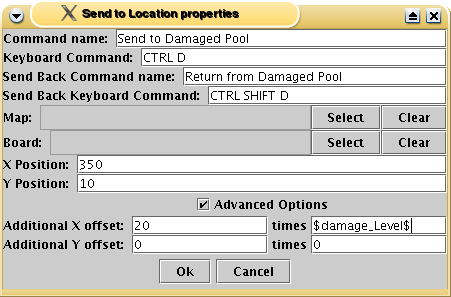 Send to Location properties
Command name: Send to Damaged Pool
Keyboard Command: CTRL D
Send Back Command name: Return from Damaged Pool
Send Back Keyboard Command: CTRL SHIFT D
Map: Select Clear
Board: Select Clear
X Position: 350
Y Position: 10
Advanced Options
Additional X offset: 20 times $damage_Level$
Additional Y offset: 0 times 0
Ok Cancel